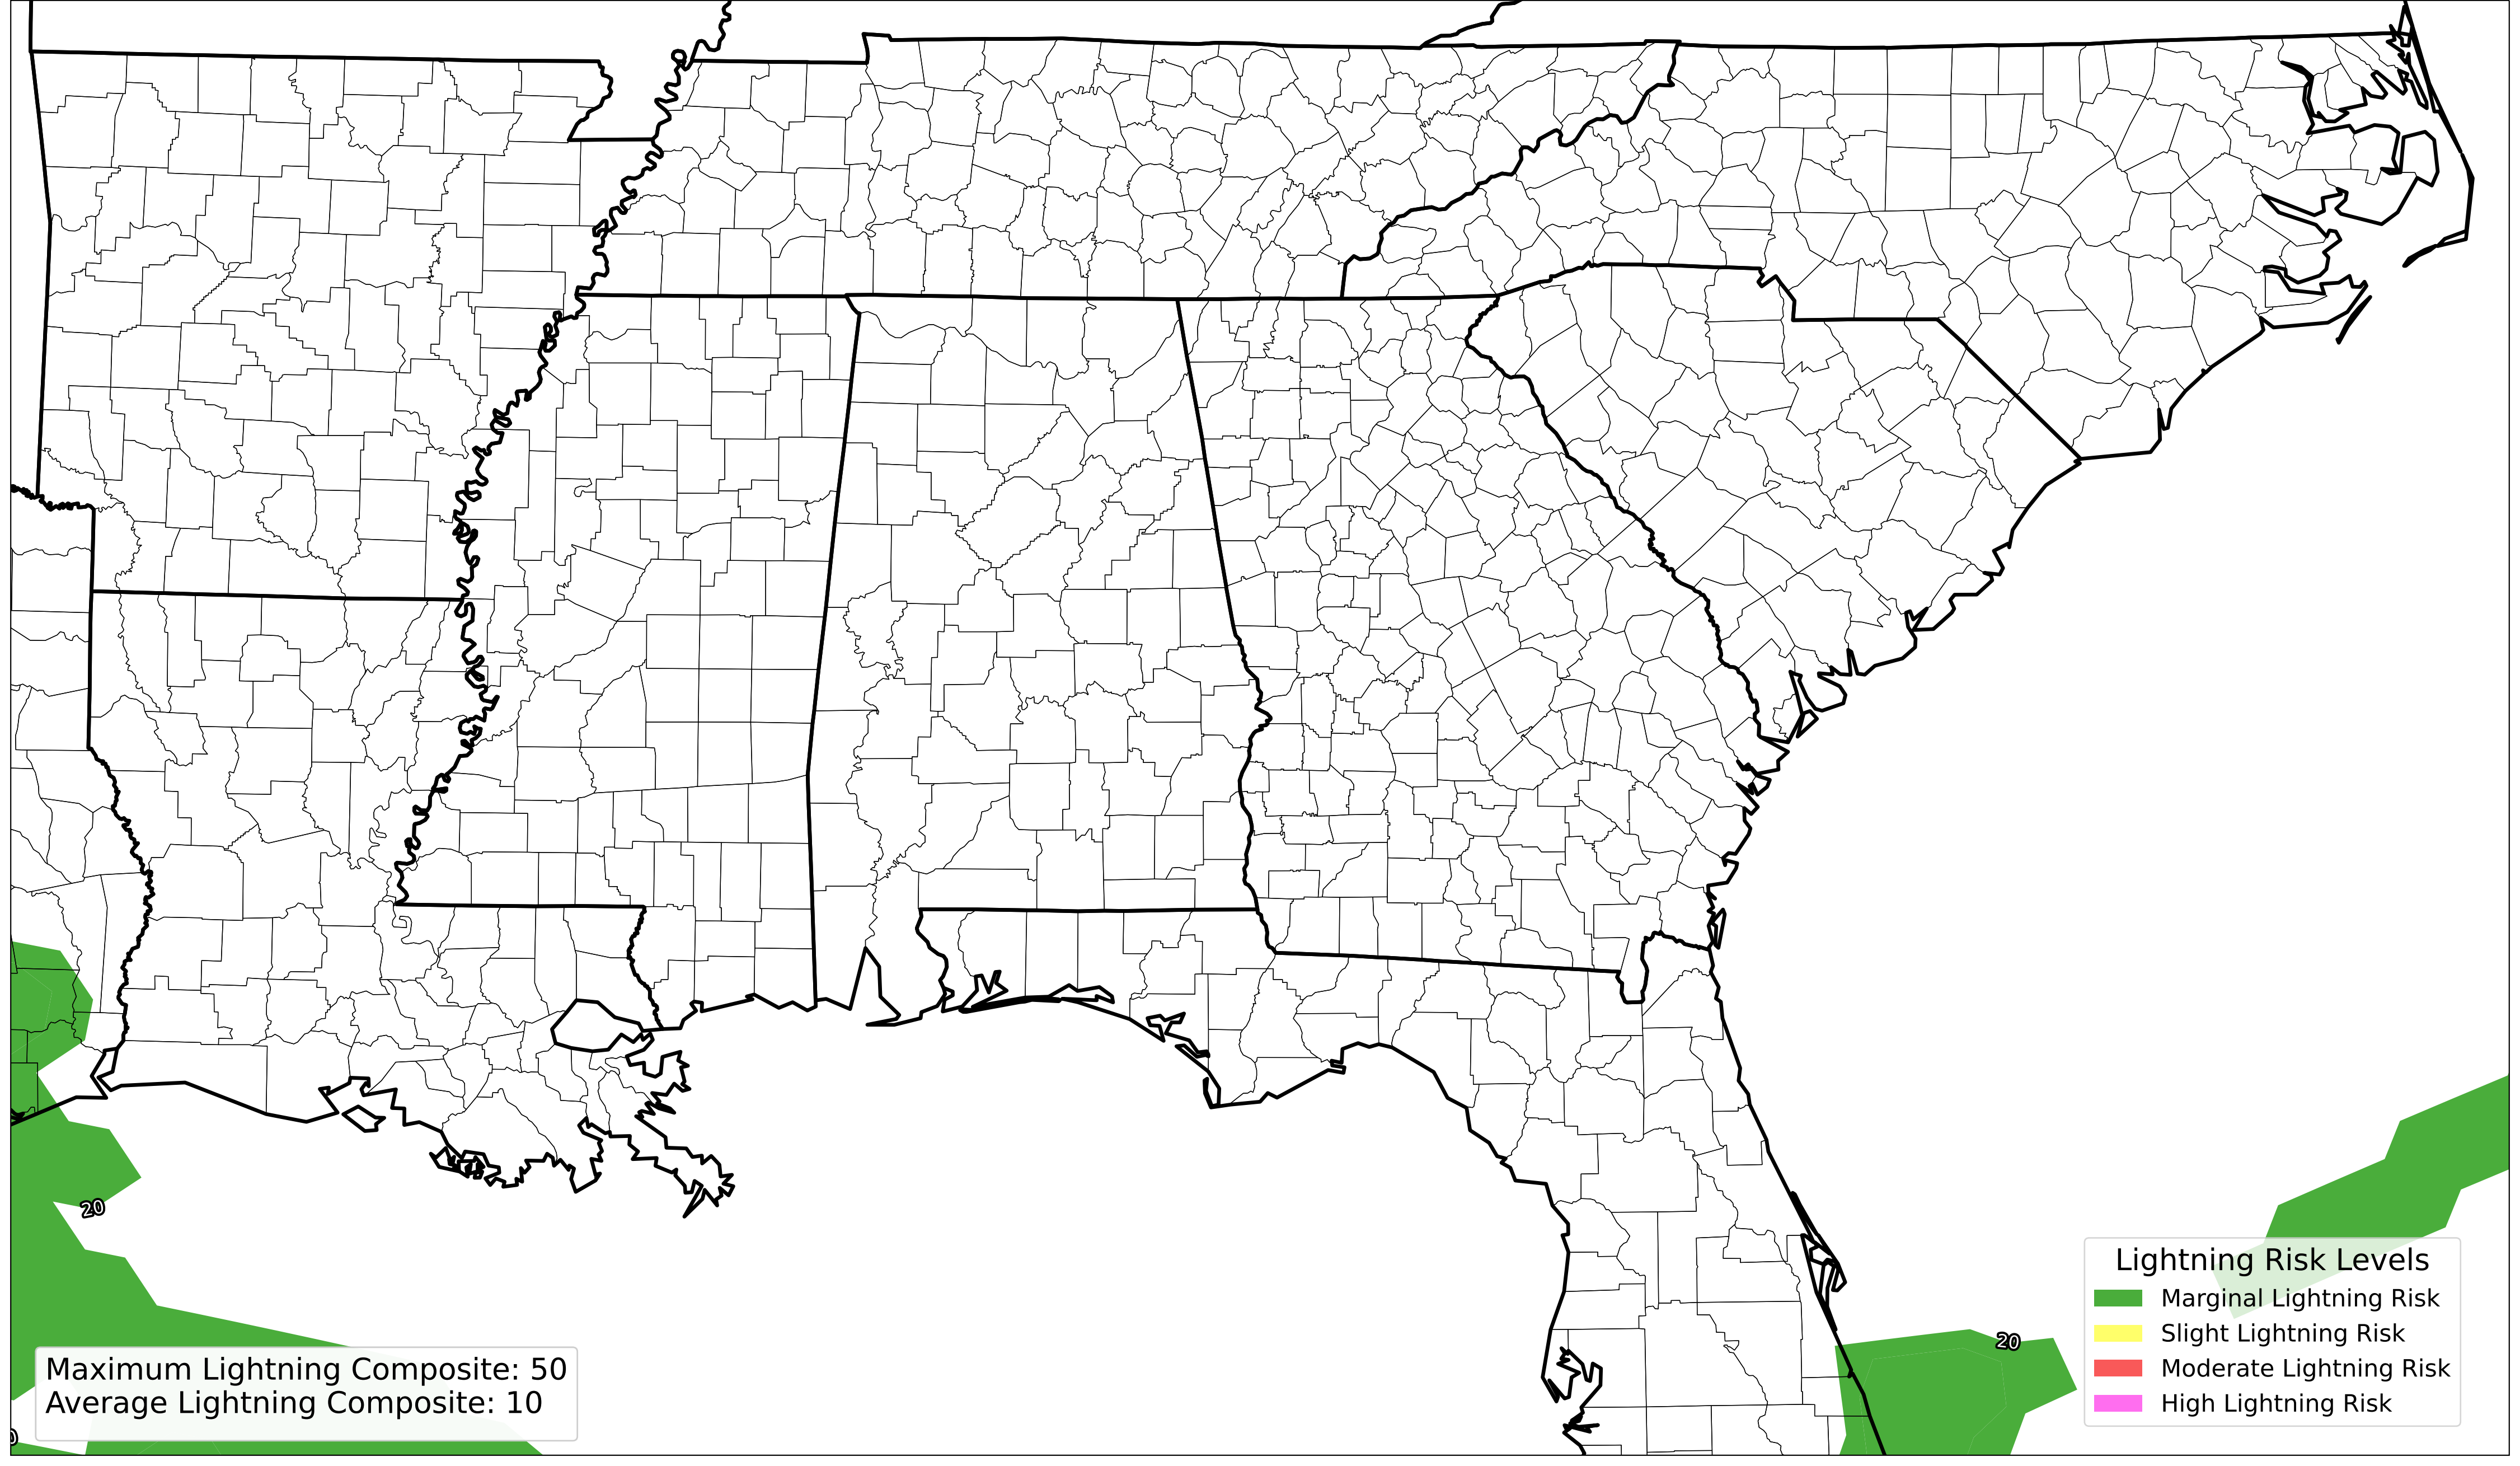 20
Maximum Lightning Composite: 50
Average Lightning Composite: 10
20
Lightning Risk Levels
Marginal Lightning Risk
Slight Lightning Risk
Moderate Lightning Risk
High Lightning Risk